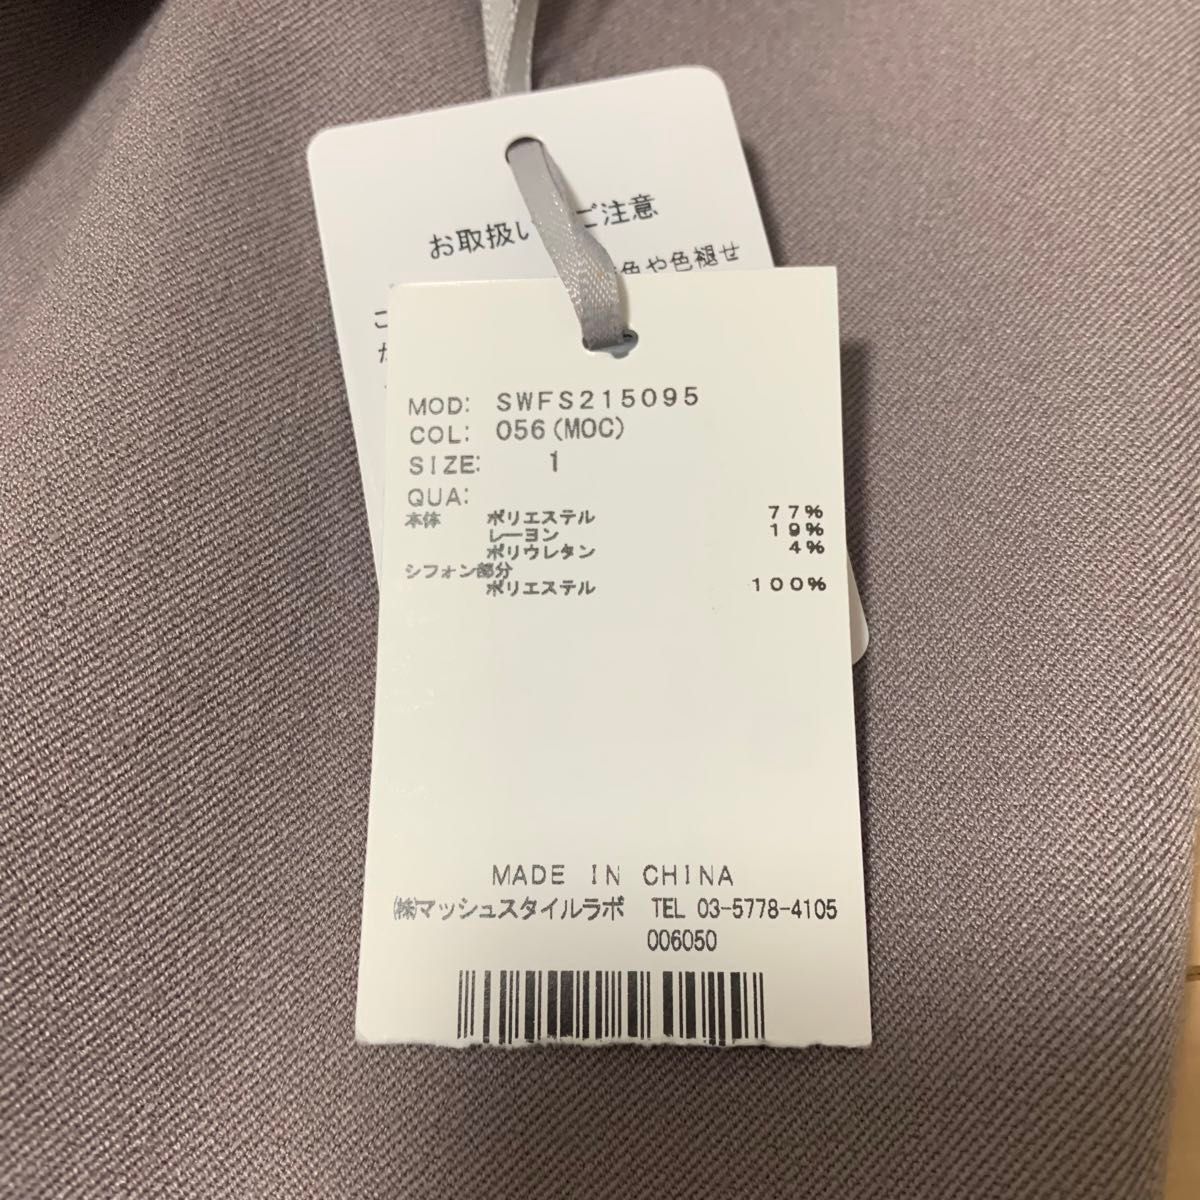 お取扱い ご注意
色や色褪せ
MOD: SWFS215095
COL: 056(MOC)
SIZE: 1
QUA:
本体 ポリエステル 77%
レーヨン 19%
ポリウレタン 4%
シフォン部分
ポリエステル 100%
MADE IN CHINA
㈱マッシュスタイルラボ TEL 03-5778-4105
006050